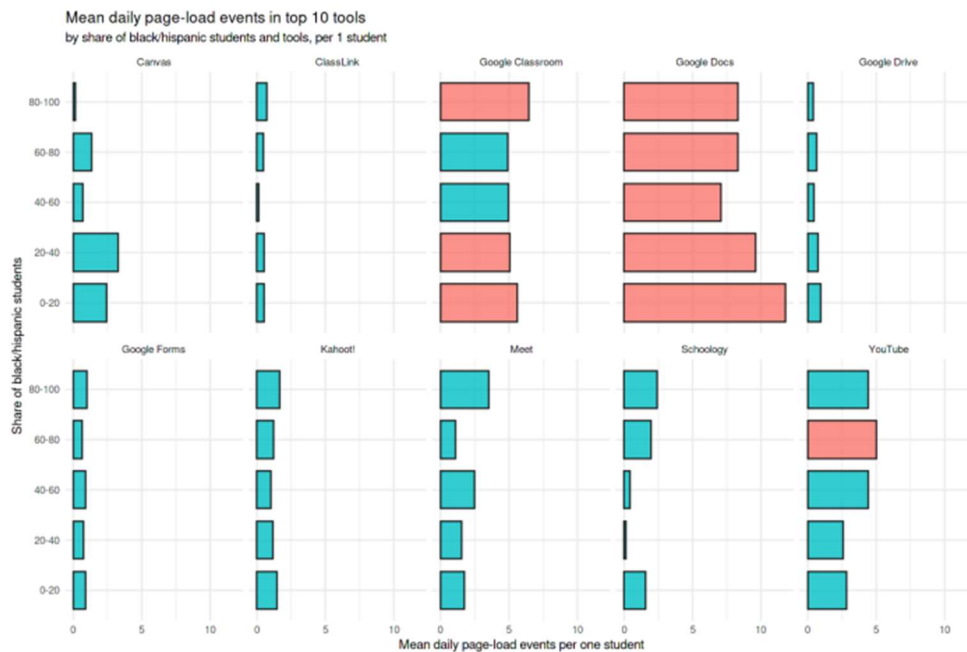 Mean daily page-load events in top 10 tools
by share of black/hispanic students and tools, per 1 student
Canvas ClassLink Google Classroom Google Docs Google Drive
80-100
60-80
40-60
20-40
0-20
Share of black/hispanic students
Google Forms Kahoot! Meet Schoology YouTube
80-100
60-80
40-60
20-40
0-20
0 5 10 0 5 10 0 5 10 0 5 10 0 5 10
Mean daily page-load events per one student